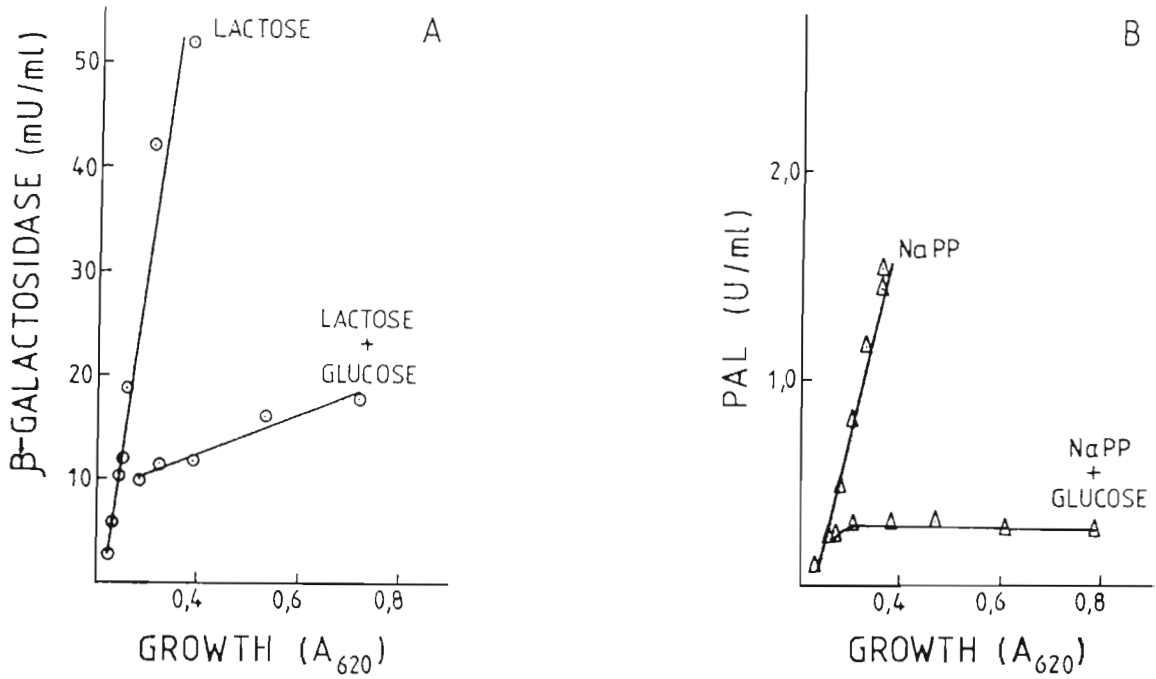 A
LACTOSE
β-GALACTOSIDASE (mU/ml)
50
40
30
20
10
LACTOSE
+
GLUCOSE
0,4 0,6 0,8
GROWTH (A620)
B
PAL (U/ml)
2,0
1,0
NaPP
NaPP
+
GLUCOSE
0,4 0,6 0,8
GROWTH (A620)